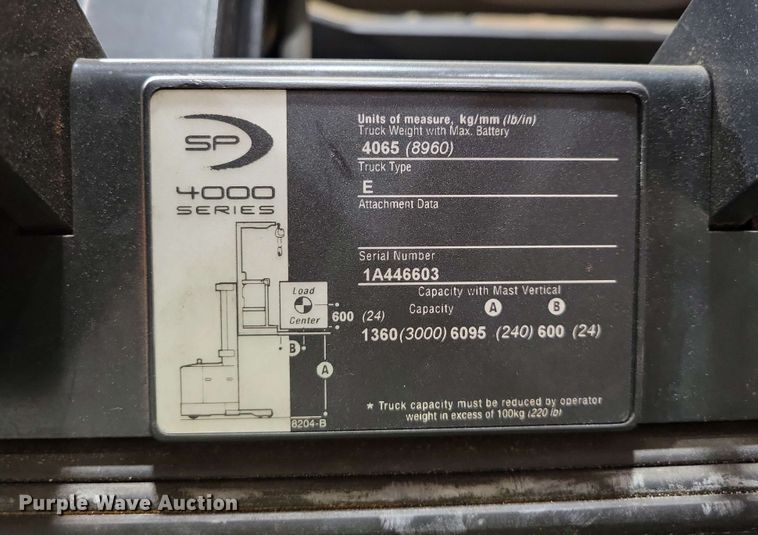 SP
4000
SERIES
Units of measure, kg/mm (lb/in)
Truck Weight with Max. Battery
4065 (8960)
Truck Type
E
Attachment Data
Serial Number
1A446603
Capacity with Mast Vertical
Capacity A B
1360 (3000) 6095 (240) 600 (24)
* Truck capacity must be reduced by operator
weight in excess of 100kg (220 lb)
Load
Center
600 (24)
B
A
8204-B
Purple Wave Auction